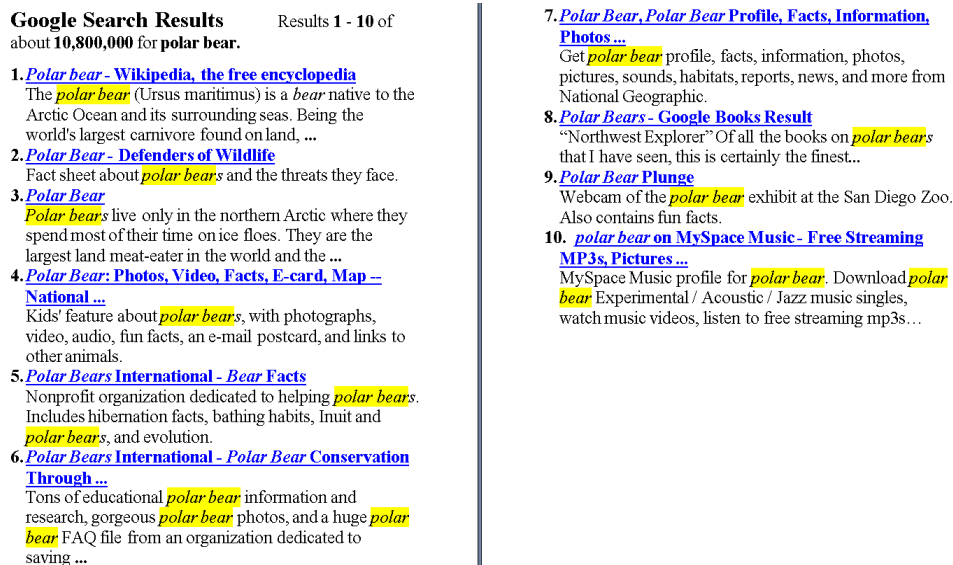 Google Search Results Results 1 - 10 of
about 10,800,000 for polar bear.
1. Polar bear - Wikipedia, the free encyclopedia
The polar bear (Ursus maritimus) is a bear native to the
Arctic Ocean and its surrounding seas. Being the
world's largest carnivore found on land, ...
2. Polar Bear - Defenders of Wildlife
Fact sheet about polar bears and the threats they face.
3. Polar Bear
Polar bears live only in the northern Arctic where they
spend most of their time on ice floes. They are the
largest land meat-eater in the world and the ...
4. Polar Bear: Photos, Video, Facts, E-card, Map --
National ...
Kids' feature about polar bears, with photographs,
video, audio, fun facts, an e-mail postcard, and links to
other animals.
5. Polar Bears International - Bear Facts
Nonprofit organization dedicated to helping polar bears.
Includes hibernation facts, bathing habits, Inuit and
polar bears, and evolution.
6. Polar Bears International - Polar Bear Conservation
Through ...
Tons of educational polar bear information and
research, gorgeous polar bear photos, and a huge polar
bear FAQ file from an organization dedicated to
saving ...
7. Polar Bear, Polar Bear Profile, Facts, Information,
Photos ...
Get polar bear profile, facts, information, photos,
pictures, sounds, habitats, reports, news, and more from
National Geographic.
8. Polar Bears - Google Books Result
“Northwest Explorer” Of all the books on polar bears
that I have seen, this is certainly the finest...
9. Polar Bear Plunge
Webcam of the polar bear exhibit at the San Diego Zoo.
Also contains fun facts.
10. polar bear on MySpace Music - Free Streaming
MP3s, Pictures ...
MySpace Music profile for polar bear. Download polar
bear Experimental / Acoustic / Jazz music singles,
watch music videos, listen to free streaming mp3s…